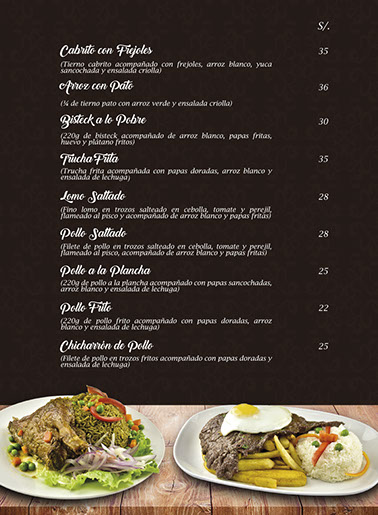 S/.
Cabrito con Frejoles 35
(Tierno cabrito acompañado con frejoles, arroz blanco, yuca
sancochada y ensalada criolla)
Arroz con Pato 36
(¼ de tierno pato con arroz verde y ensalada criolla)
Bisteck a lo Pobre 30
(220g de bisteck acompañado de arroz blanco, papas fritas,
huevo y plátano fritos)
Trucha Frita 35
(Trucha frita acompañada con papas doradas, arroz blanco y
ensalada de lechuga)
Lomo Saltado 28
(Fino lomo en trozos salteado en cebolla, tomate y perejil,
flameado al pisco y acompañado de arroz blanco y papas fritas)
Pollo Saltado 28
(Filete de pollo en trozos salteado en cebolla, tomate y perejil,
flameado al pisco, acompañado de arroz blanco y papas fritas)
Pollo a la Plancha 25
(220g de pollo a la plancha acompañado con papas sancochadas,
arroz blanco y ensalada de lechuga)
Pollo Frito 22
(220g de pollo frito acompañado con papas doradas, arroz
blanco y ensalada de lechuga)
Chicharrón de Pollo 25
(Filete de pollo en trozos fritos acompañado con papas doradas y
ensalada de lechuga)